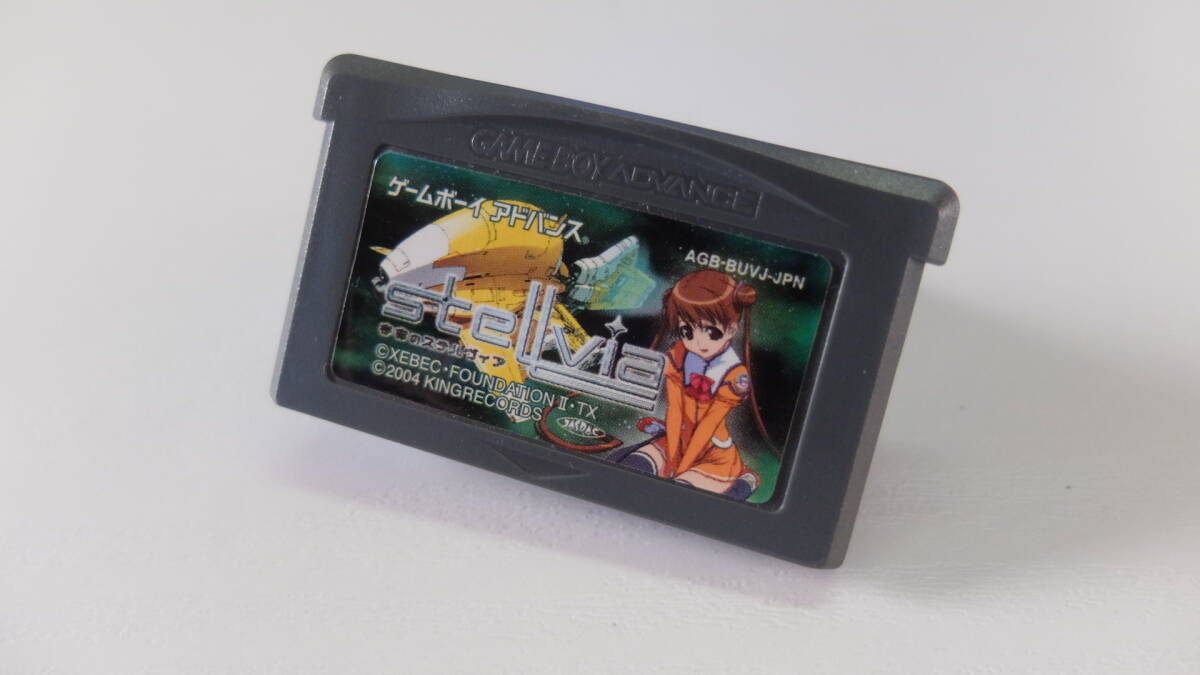 GAME BOY ADVANCE
ゲームボーイ アドバンス®
AGB-BUVJ-JPN
stellvia
宇宙のステルヴィア
©XEBEC・FOUNDATION II・TX
©2004 KINGRECORDS
JASRAC